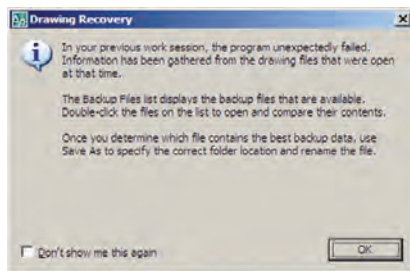 Drawing Recovery
In your previous work session, the program unexpectedly failed.
Information has been gathered from the drawing files that were open
at that time.
The Backup Files list displays the backup files that are available.
Double-click the files on the list to open and compare their contents.
Once you determine which file contains the best backup data, use
Save As to specify the correct folder location and rename the file.
Don't show me this again
OK